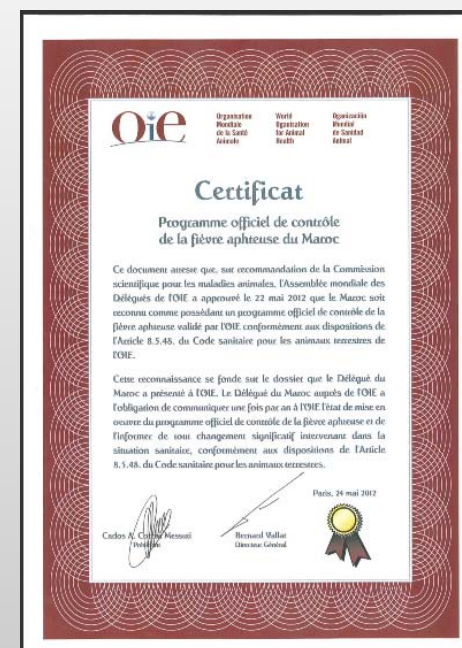 Oie
Organisation
Mondiale
de la Santé
Animale
World
Organisation
for Animal
Health
Organización
Mundial
de Sanidad
Animal
Certificat
Programme officiel de contrôle
de la fièvre aphteuse du Maroc
Ce document atteste que, sur recommandation de la Commission
scientifique pour les maladies animales, l'Assemblée mondiale des
Délégués de l'OIE a approuvé le 22 mai 2012 que le Maroc soit
reconnu comme possédant un programme officiel de contrôle de la
fièvre aphteuse validé par l'OIE conformément aux dispositions de
l'Article 8.5.48. du Code sanitaire pour les animaux terrestres de
l'OIE.
Cette reconnaissance se fonde sur le dossier que le Délégué du
Maroc a présenté à l'OIE. Le Délégué du Maroc auprès de l'OIE a
l'obligation de communiquer une fois par an à l'OIE l'état de mise en
oeuvre du programme officiel de contrôle de la fièvre aphteuse et de
l'informer de tout changement significatif intervenant dans la
situation sanitaire, conformément aux dispositions de l'Article
8.5.48. du Code sanitaire pour les animaux terrestres.
Paris, 24 mai 2012
Carlos A. Correa Messuti
Président
Bernard Vallat
Directeur Général